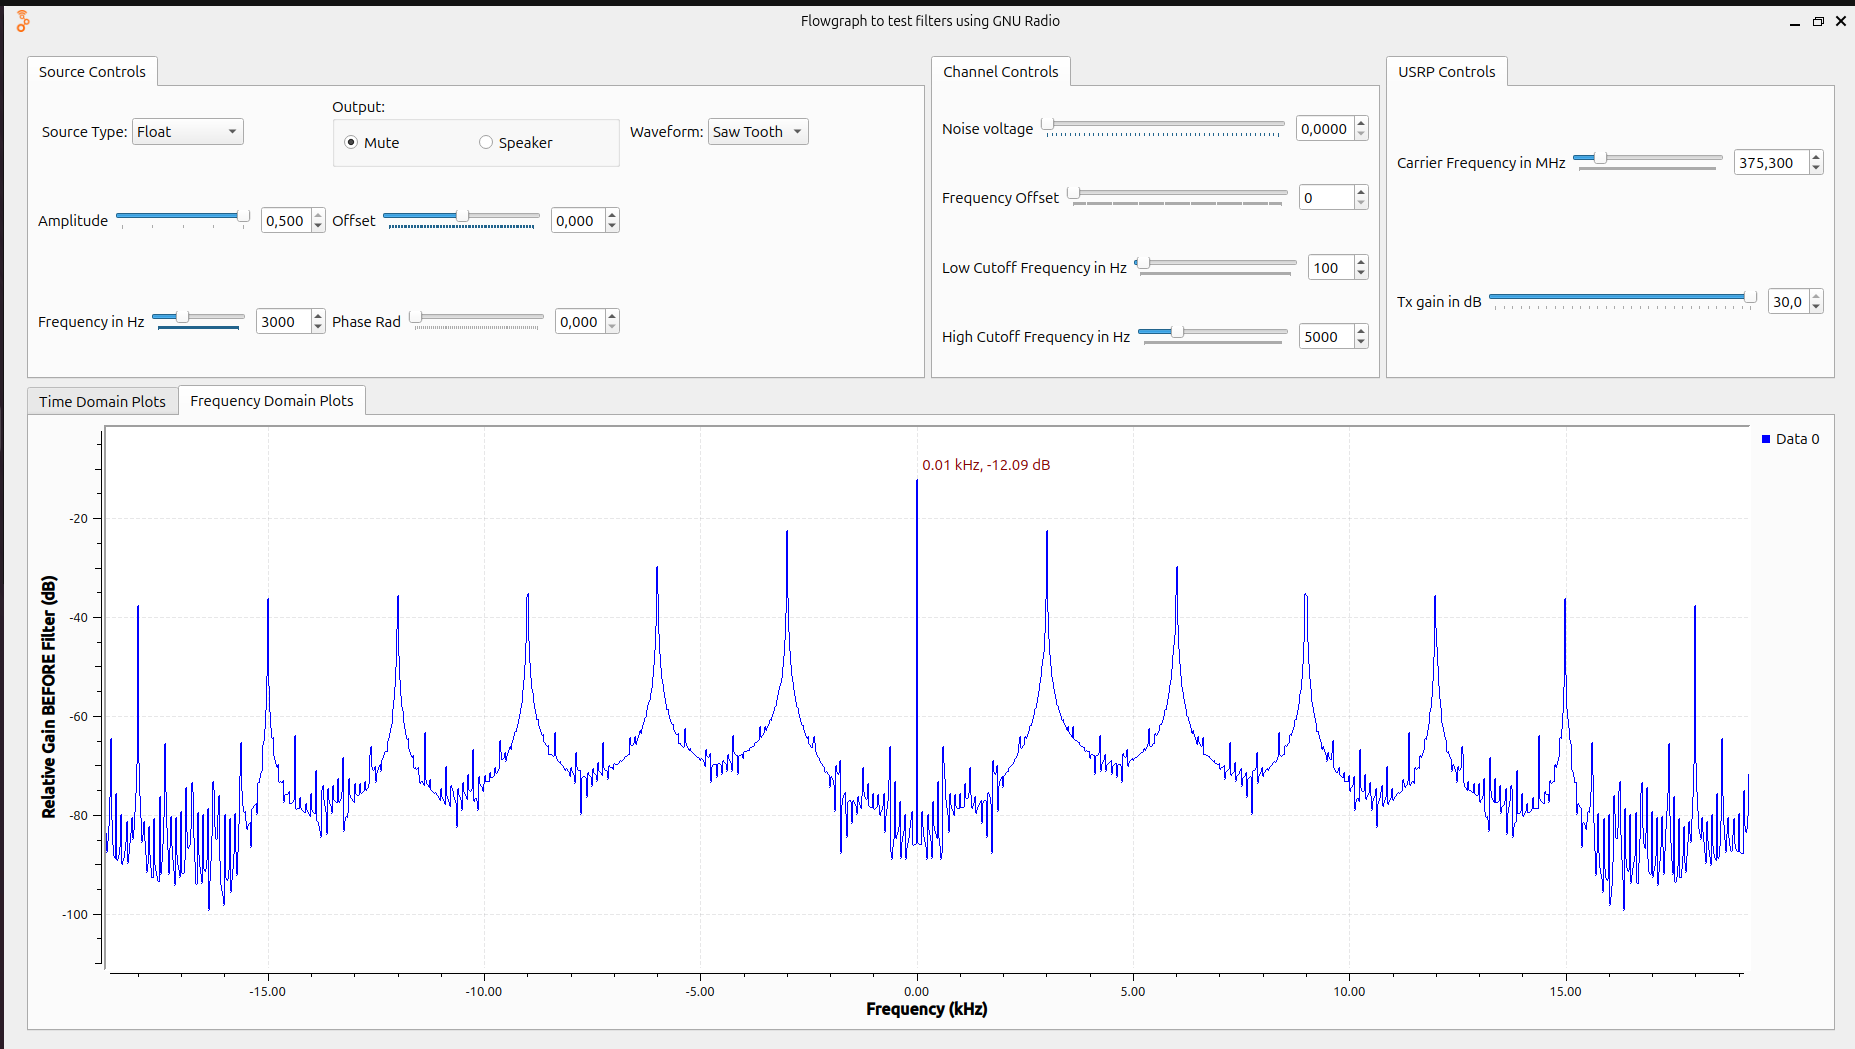 Flowgraph to test filters using GNU Radio
Source Controls
Source Type: Float
Output:
Mute
Speaker
Waveform: Saw Tooth
Amplitude 0,500
Offset 0,000
Frequency in Hz 3000
Phase Rad 0,000
Channel Controls
Noise voltage 0,0000
Frequency Offset 0
Low Cutoff Frequency in Hz 100
High Cutoff Frequency in Hz 5000
USRP Controls
Carrier Frequency in MHz 375,300
Tx gain in dB 30,0
Time Domain Plots
Frequency Domain Plots
Data 0
0.01 kHz, -12.09 dB
Relative Gain BEFORE Filter (dB)
-20
-40
-60
-80
-100
-15.00
-10.00
-5.00
0.00
5.00
10.00
15.00
Frequency (kHz)